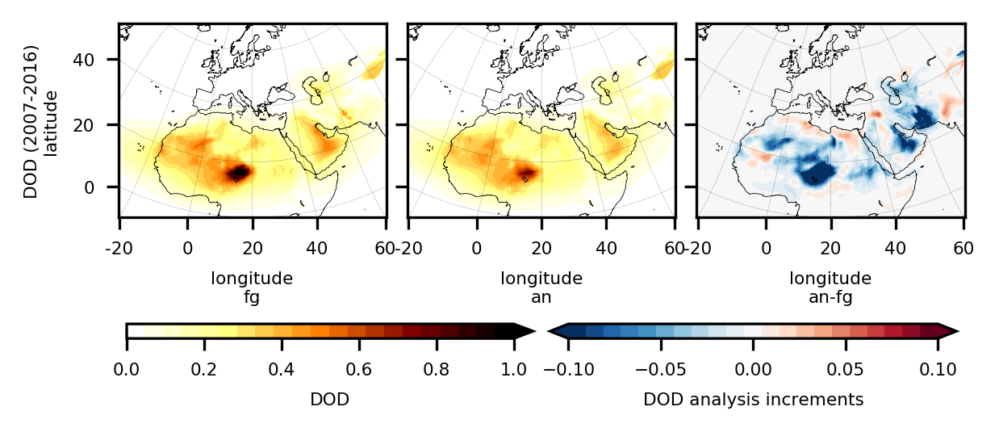 DOD (2007-2016)
latitude
40
20
0
-20 0 20 40 60
-20 0 20 40 60
-20 0 20 40 60
longitude
fg
longitude
an
longitude
an-fg
0.0 0.2 0.4 0.6 0.8 1.0
DOD
−0.10 −0.05 0.00 0.05 0.10
DOD analysis increments